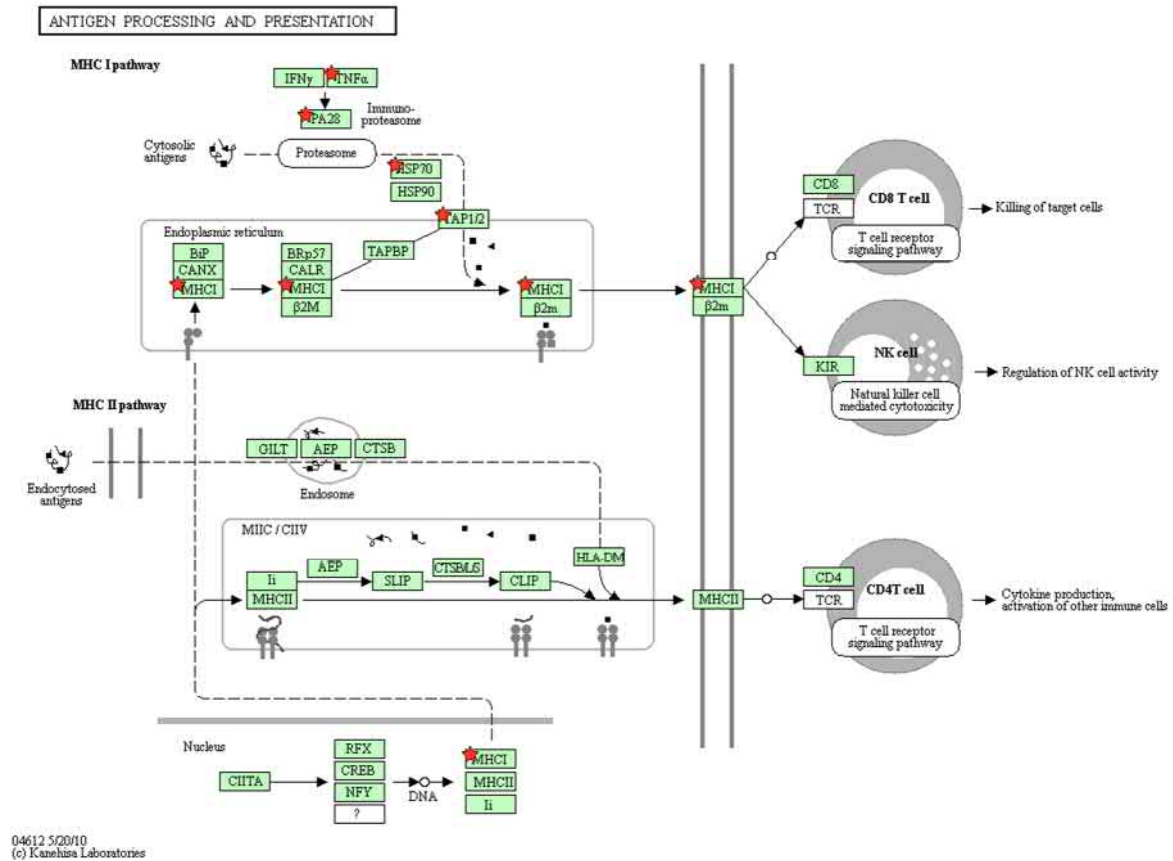 ANTIGEN PROCESSING AND PRESENTATION
MHC I pathway
IFNγ
TNFα
PA28
Immuno-
proteasome
Cytosolic
antigens
Proteasome
HSP70
HSP90
TAP1/2
Endoplasmic reticulum
BiP
CANX
MHCI
BRp57
CALR
MHCI
β2M
TAPBP
MHCI
β2m
MHCI
β2m
CD8
TCR
CD8 T cell
T cell receptor
signaling pathway
Killing of target cells
KIR
NK cell
Natural killer cell
mediated cytotoxicity
Regulation of NK cell activity
MHC II pathway
Endocytosed
antigens
GILT
AEP
CTSB
Endosome
MIIC / CIIV
Ii
MHCII
AEP
SLIP
CTSB/L/S
CLIP
HLA-DM
MHCII
CD4
TCR
CD4T cell
T cell receptor
signaling pathway
Cytokine production,
activation of other immune cells
Nucleus
CIITA
RFX
CREB
NFY
?
DNA
MHCI
MHCII
Ii
04612 5/20/10
(c) Kanehisa Laboratories